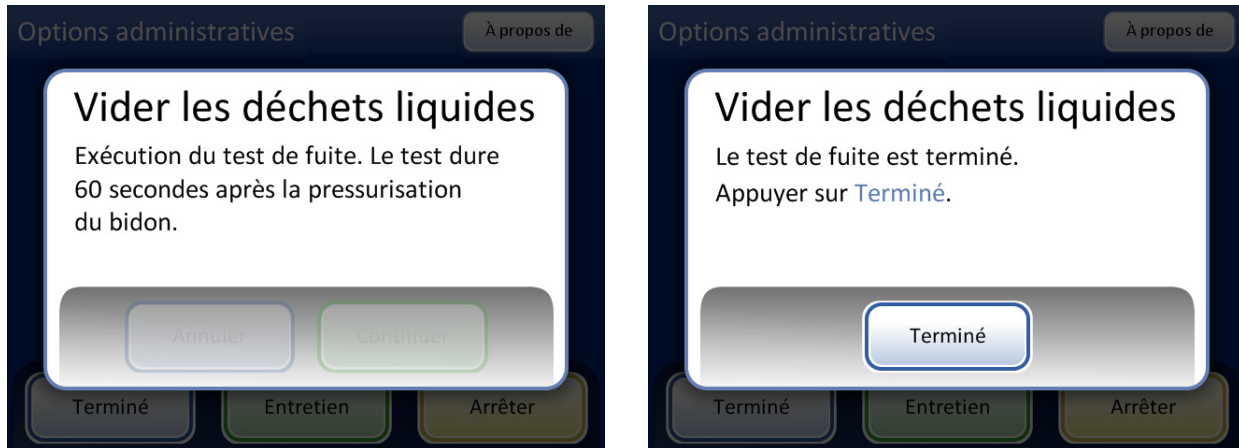 Options administratives
À propos de
Vider les déchets liquides
Exécution du test de fuite. Le test dure
60 secondes après la pressurisation
du bidon.
Annuler
Continuer
Terminé
Entretien
Arrêter
Options administratives
À propos de
Vider les déchets liquides
Le test de fuite est terminé.
Appuyer sur Terminé.
Terminé
Terminé
Entretien
Arrêter